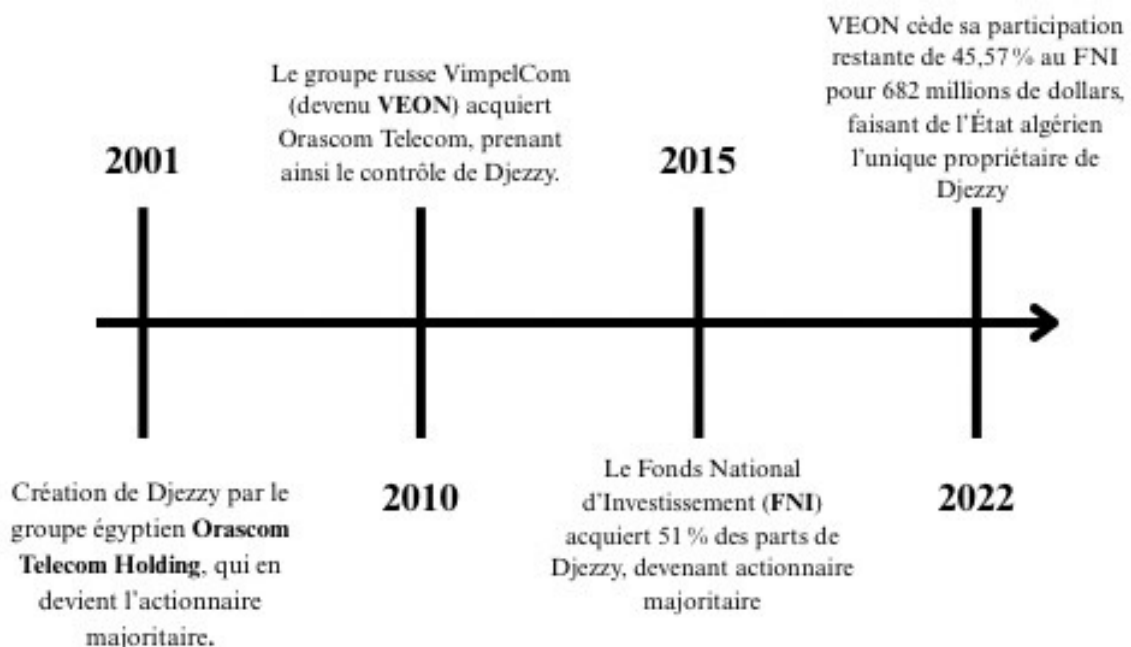 2001
Création de Djezzy par le
groupe égyptien Orascom
Telecom Holding, qui en
devient l'actionnaire
majoritaire.
Le groupe russe VimpelCom
(devenu VEON) acquiert
Orascom Telecom, prenant
ainsi le contrôle de Djezzy.
2010
2015
Le Fonds National
d'Investissement (FNI)
acquiert 51 % des parts de
Djezzy, devenant actionnaire
majoritaire
VEON cède sa participation
restante de 45,57 % au FNI
pour 682 millions de dollars,
faisant de l'État algérien
l'unique propriétaire de
Djezzy
2022